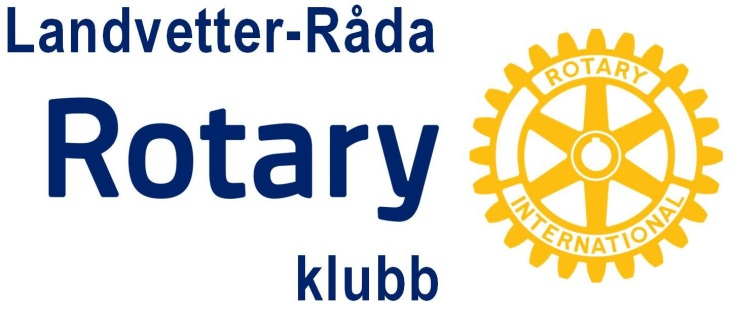 Landvetter-Råda
Rotary
klubb
ROTARY
INTERNATIONAL